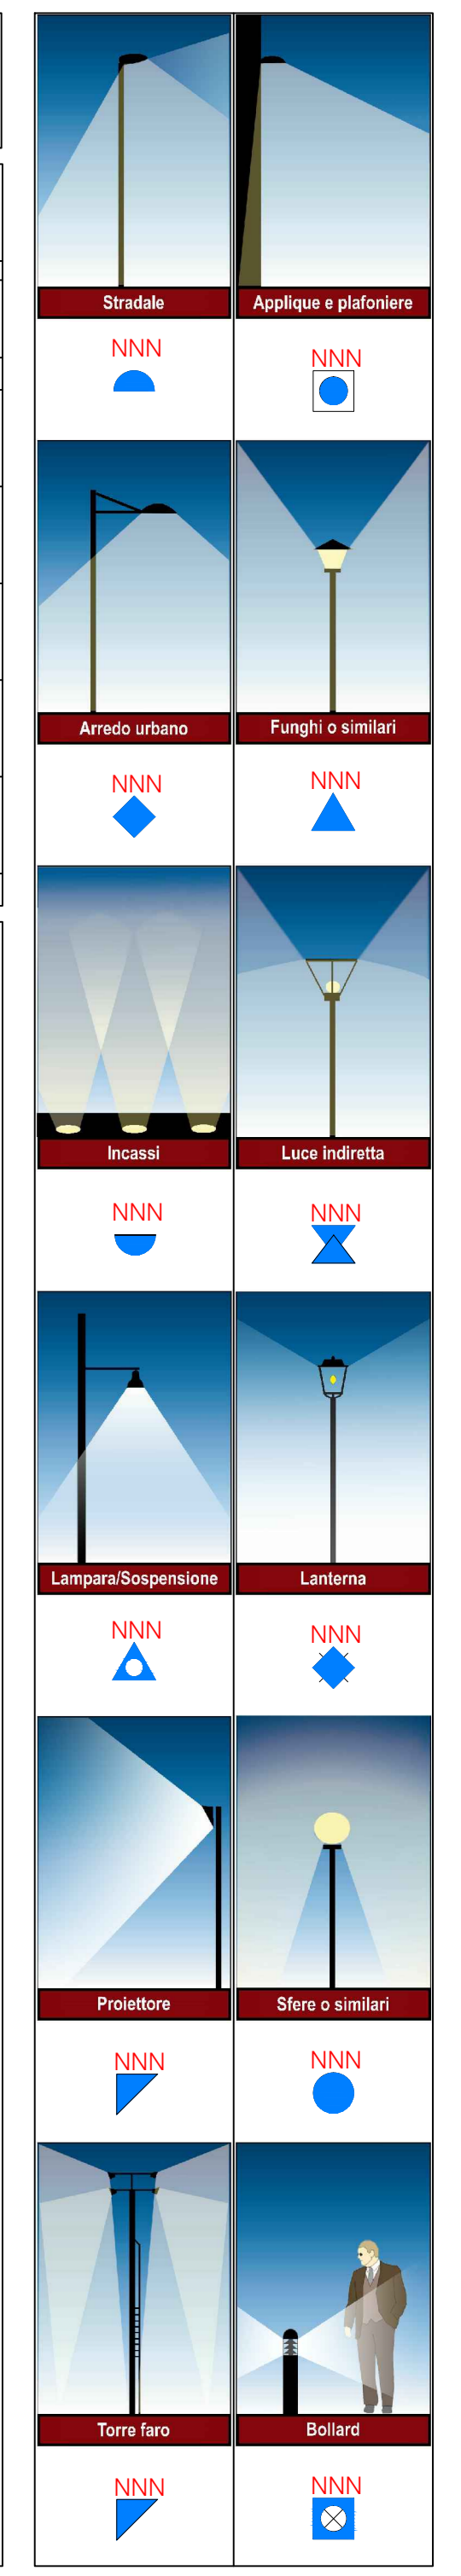 Stradale
Applique e plafoniere
NNN
NNN
Arredo urbano
Funghi o similari
NNN
NNN
Incassi
Luce indiretta
NNN
NNN
Lampara/Sospensione
Lanterna
NNN
NNN
Proiettore
Sfere o similari
NNN
NNN
Torre faro
Bollard
NNN
NNN